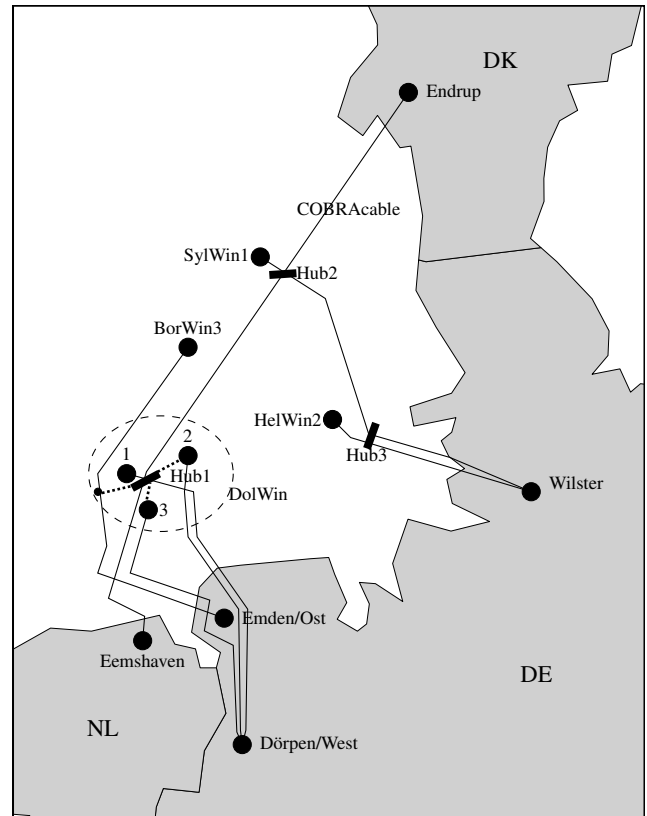 DK
Endrup
COBRAcable
SylWin1
Hub2
BorWin3
HelWin2
Hub3
1
2
Hub1
DolWin
3
Wilster
Emden/Ost
Eemshaven
DE
NL
Dörpen/West